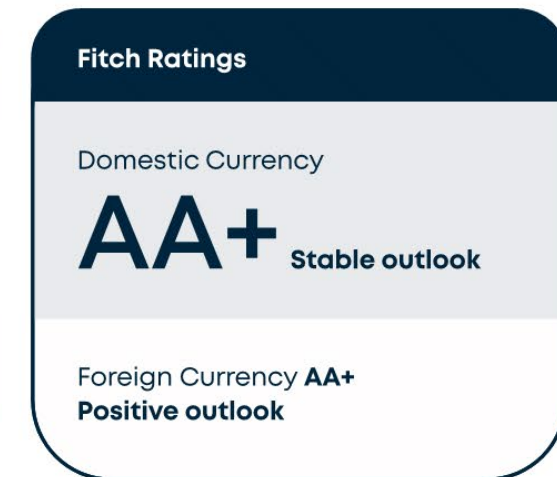 Fitch Ratings
Domestic Currency
AA+ Stable outlook
Foreign Currency AA+
Positive outlook